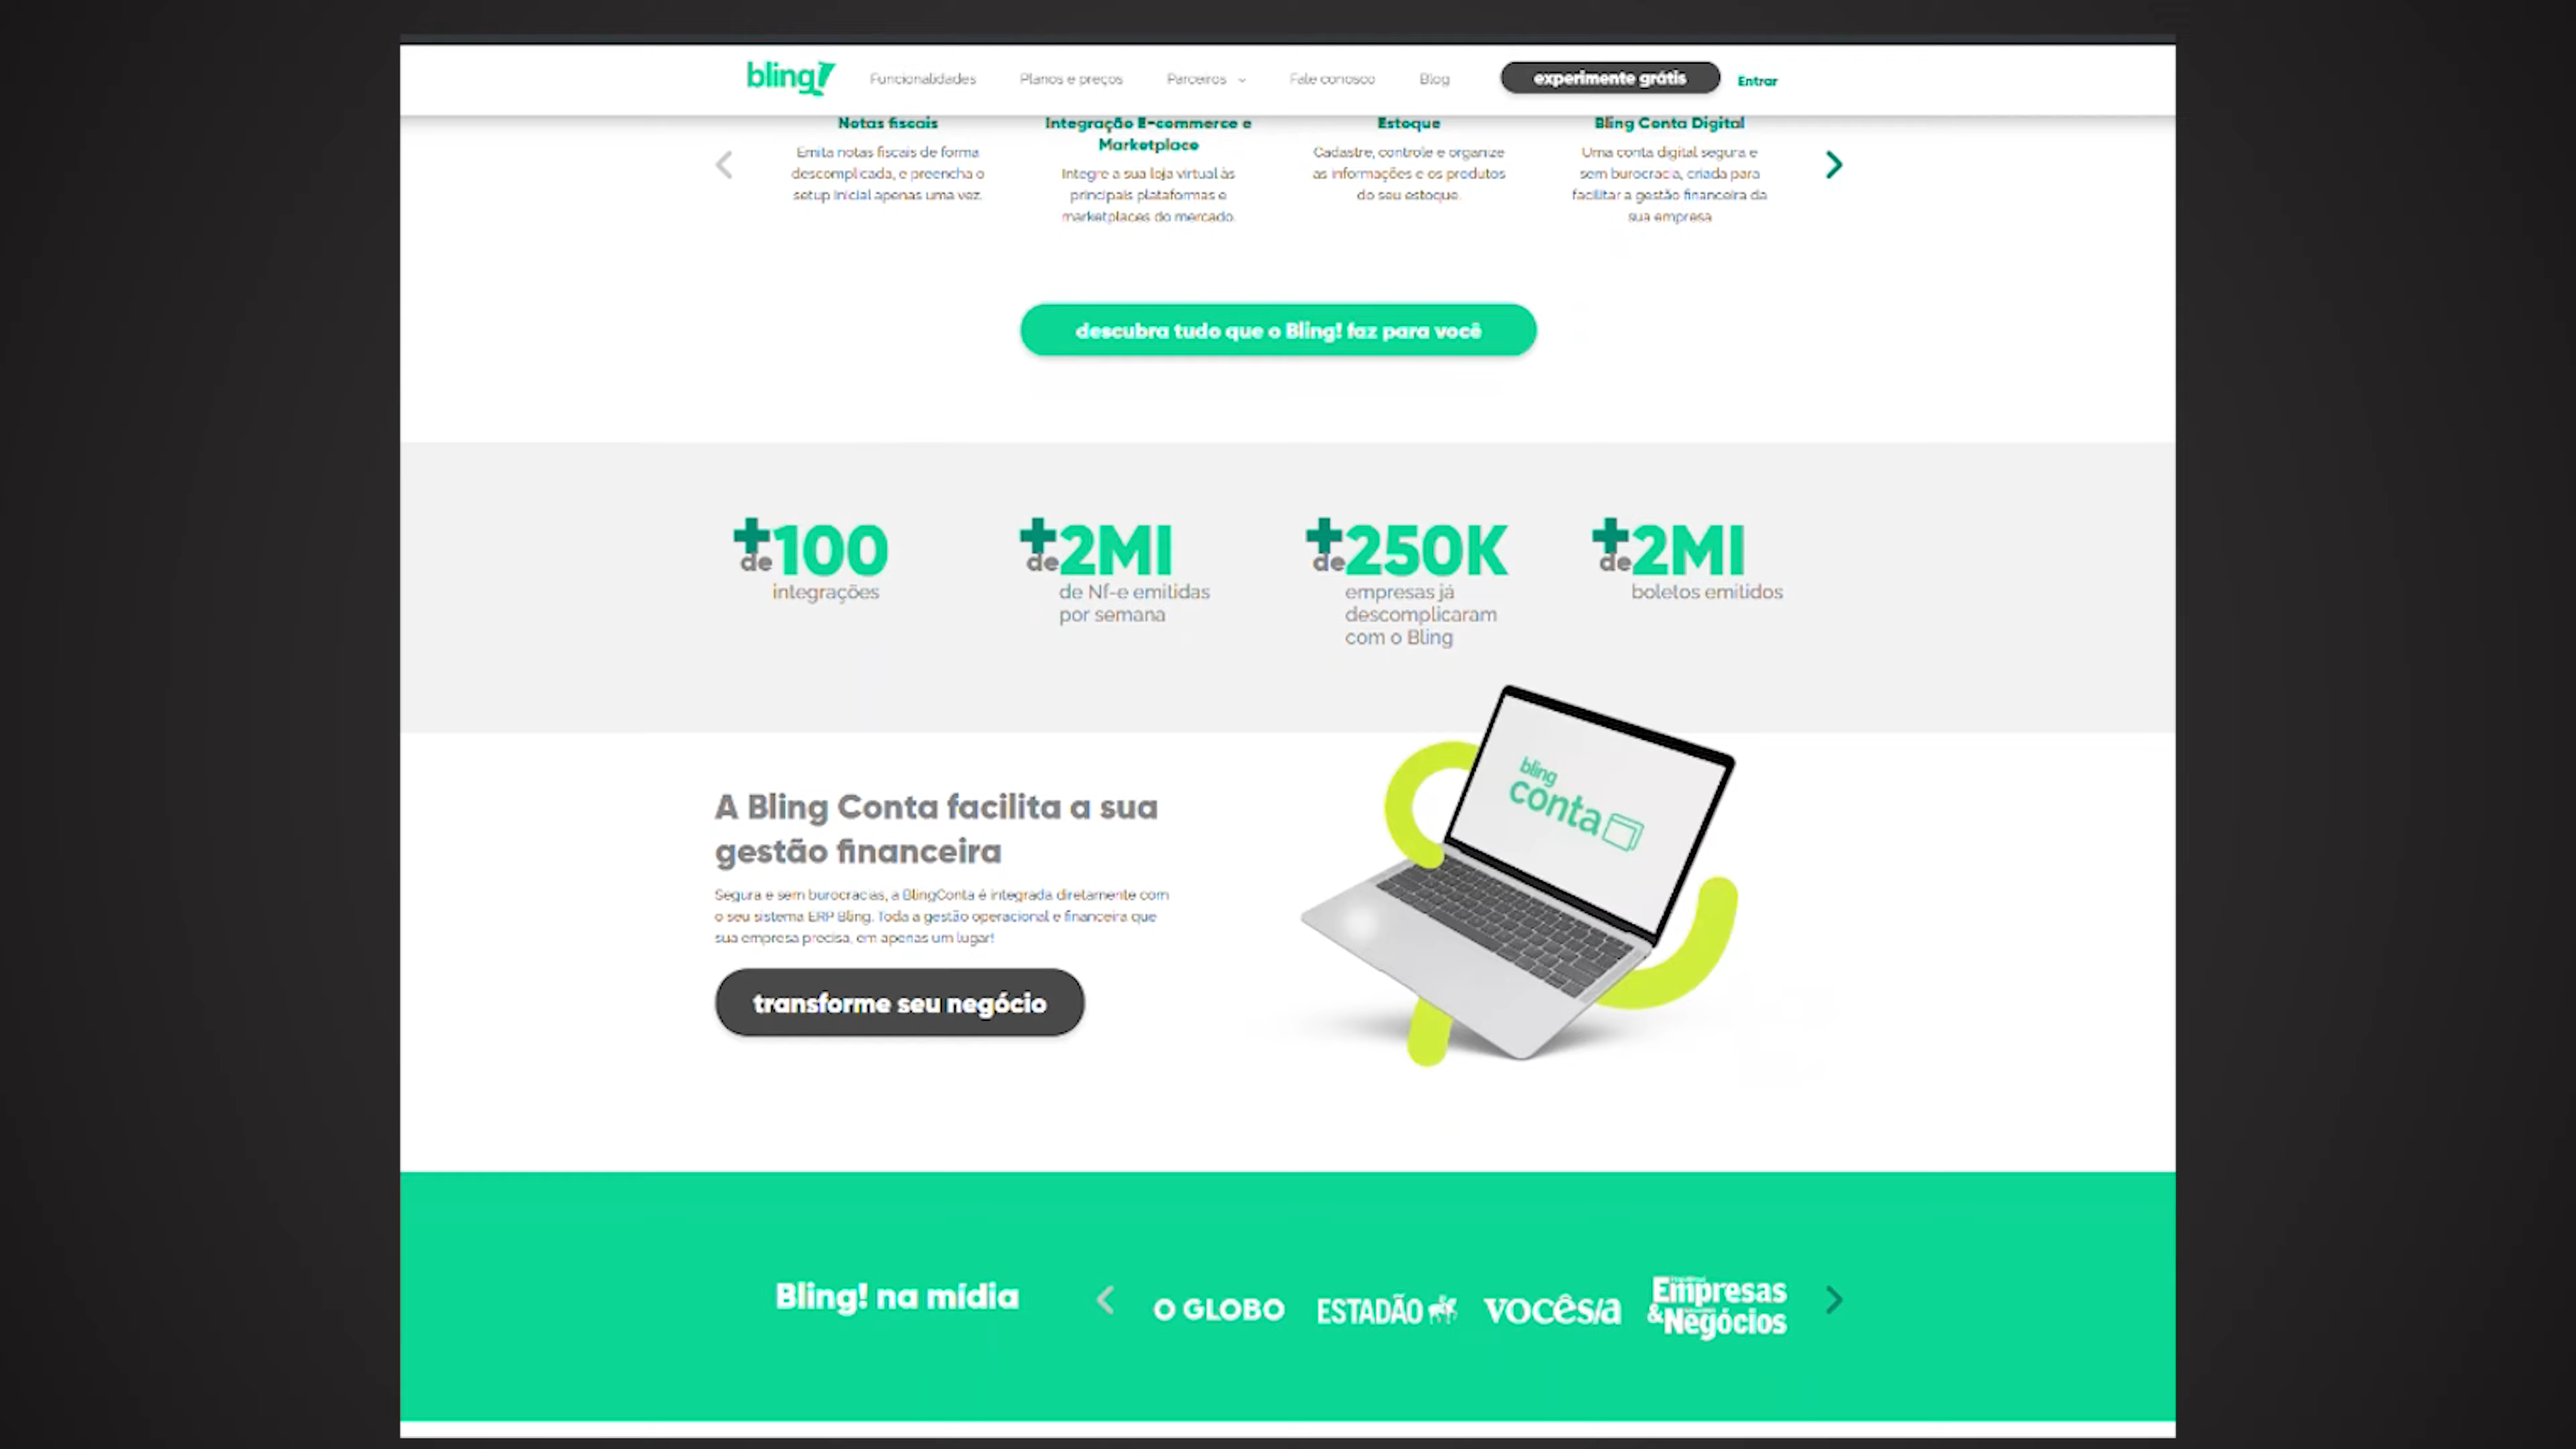 bling!
Funcionalidades
Planos e preços
Parceiros
Fale conosco
Blog
experimente grátis
Entrar
Notas fiscais
Emita notas fiscais de forma
descomplicada, e preencha o
setup inicial apenas uma vez.
Integração E-commerce e
Marketplace
Integre a sua loja virtual às
principais plataformas e
marketplaces do mercado.
Estoque
Cadastre, controle e organize
as informações e os produtos
do seu estoque.
Bling Conta Digital
Uma conta digital segura e
sem burocracia, criada para
facilitar a gestão financeira da
sua empresa
descubra tudo que o Bling! faz para você
+ de 100
integrações
+ de 2MI
de Nf-e emitidas
por semana
+ de 250K
empresas já
descomplicaram
com o Bling
+ de 2MI
boletos emitidos
A Bling Conta facilita a sua
gestão financeira
Segura e sem burocracias, a BlingConta é integrada diretamente com
o seu sistema ERP Bling. Toda a gestão operacional e financeira que
sua empresa precisa, em apenas um lugar!
transforme seu negócio
bling
conta
Bling! na mídia
O GLOBO
ESTADÃO
VOCÊS/A
Empresas
&Negócios